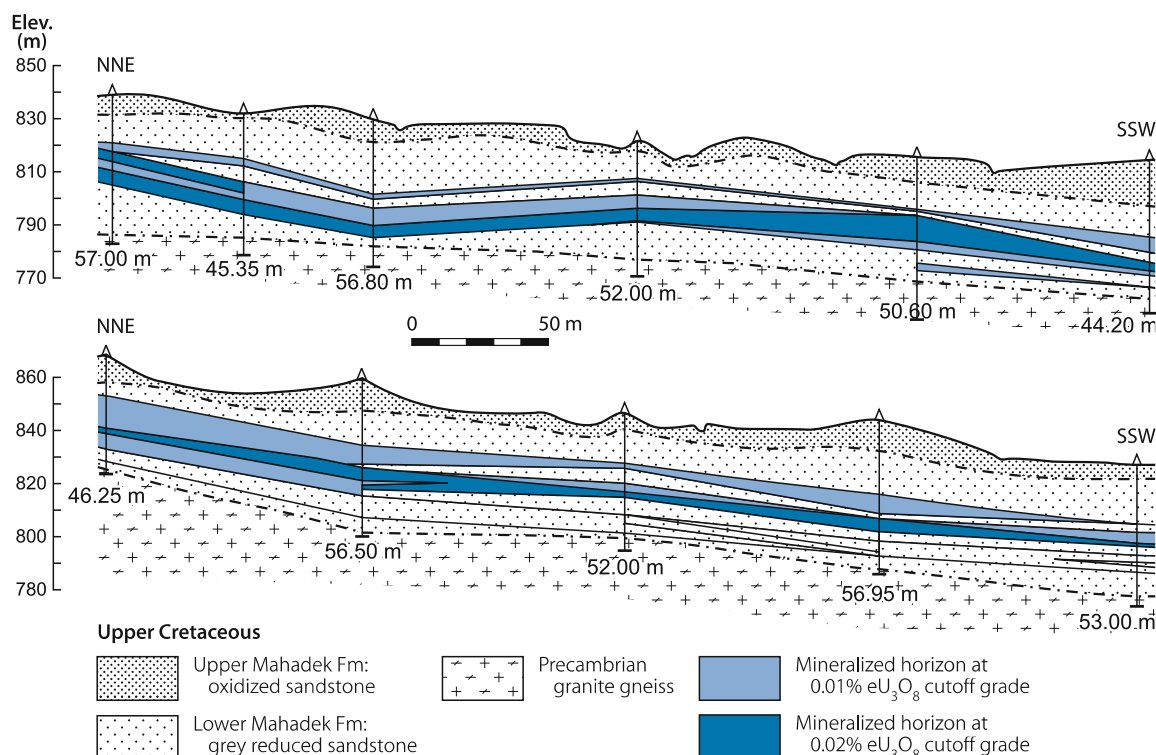 Elev.
(m)
850
NNE
830
SSW
810
790
770
57.00 m
45.35 m
56.80 m
52.00 m
50.60 m
44.20 m
0 50 m
NNE
860
840
SSW
820
800
780
46.25 m
56.50 m
52.00 m
56.95 m
53.00 m
Upper Cretaceous
Upper Mahadek Fm:
oxidized sandstone
Precambrian
granite gneiss
Mineralized horizon at
0.01% eU₃O₈ cutoff grade
Lower Mahadek Fm:
grey reduced sandstone
Mineralized horizon at
0.02% eU₃O₈ cutoff grade